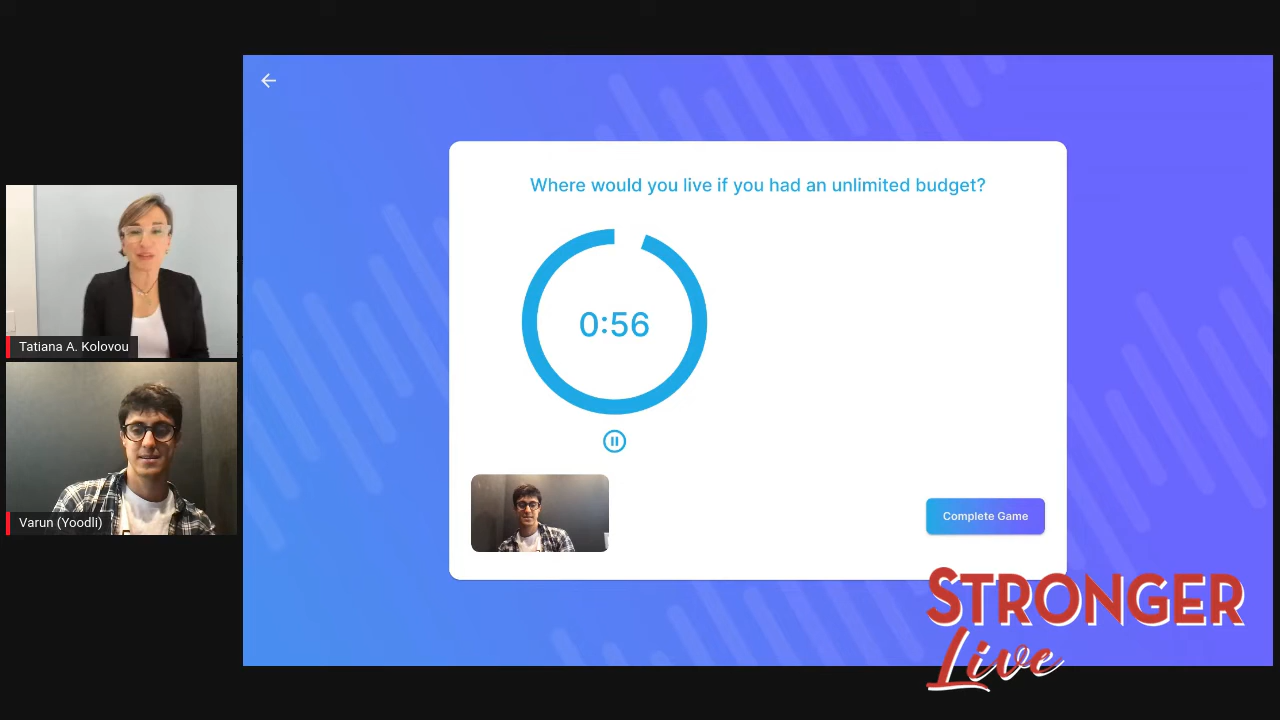 Where would you live if you had an unlimited budget?
0:56
Tatiana A. Kolovou
Varun (Yoodli)
Complete Game
STRONGER
Live